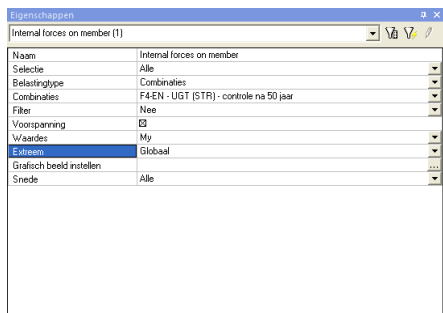 Eigenschappen
Internal forces on member (1)
Naam Internal forces on member
Selectie Alle
Belastingtype Combinaties
Combinaties F4-EN - UGT (STR) - controle na 50 jaar
Filter Nee
Voorspanning
Waardes My
Extreem Globaal
Grafisch beeld instellen ...
Snede Alle